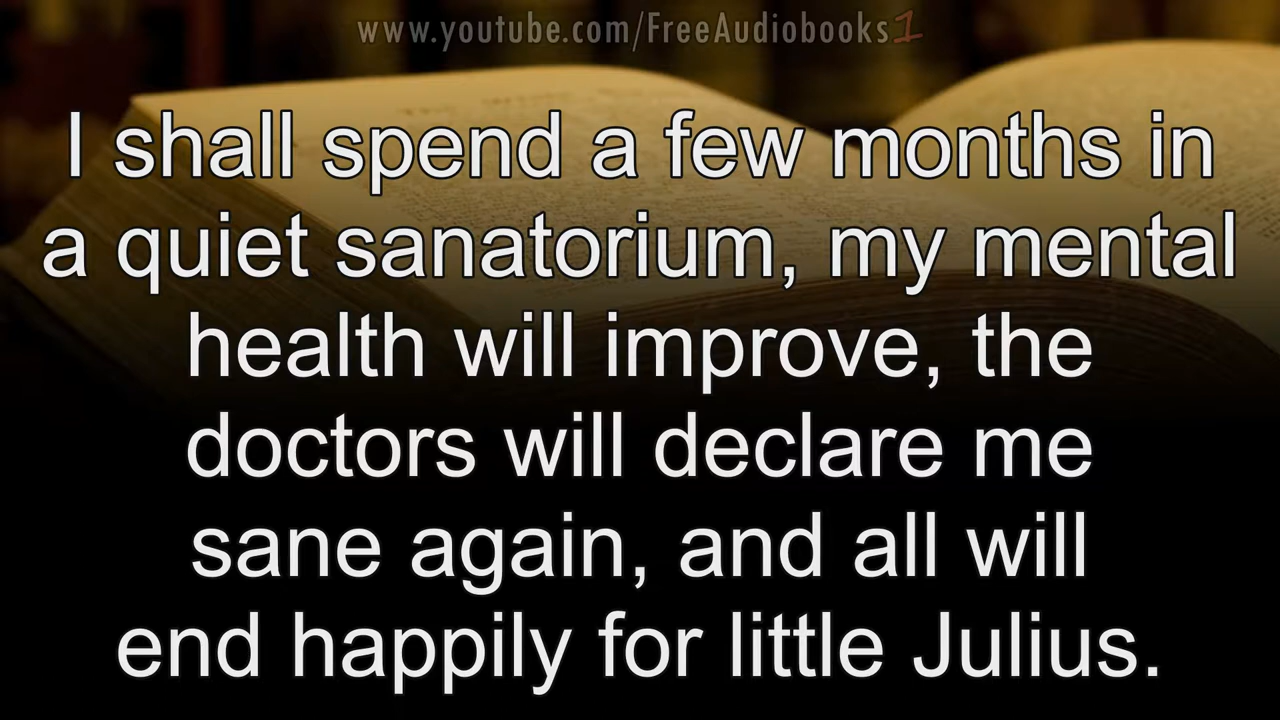 www.youtube.com/FreeAudiobooks1
I shall spend a few months in
a quiet sanatorium, my mental
health will improve, the
doctors will declare me
sane again, and all will
end happily for little Julius.